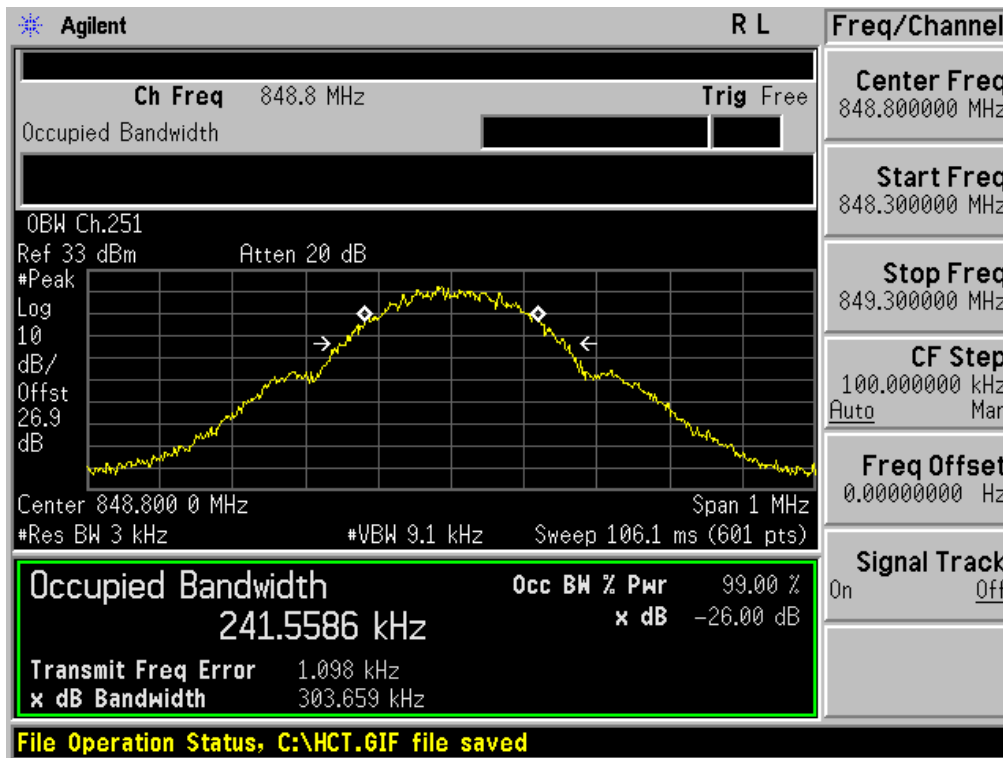 Agilent R L Freq/Channel
Ch Freq 848.8 MHz Trig Free
Occupied Bandwidth
Center Freq
848.800000 MHz
Start Freq
848.300000 MHz
Stop Freq
849.300000 MHz
CF Step
100.000000 kHz
Auto Man
Freq Offset
0.00000000 Hz
Signal Track
On Off
OBW Ch.251
Ref 33 dBm Atten 20 dB
#Peak
Log
10
dB/
Offst
26.9
dB
Center 848.800 0 MHz Span 1 MHz
#Res BW 3 kHz #VBW 9.1 kHz Sweep 106.1 ms (601 pts)
Occupied Bandwidth Occ BW % Pwr 99.00 %
241.5586 kHz x dB -26.00 dB
Transmit Freq Error 1.098 kHz
x dB Bandwidth 303.659 kHz
File Operation Status, C:\HCT.GIF file saved